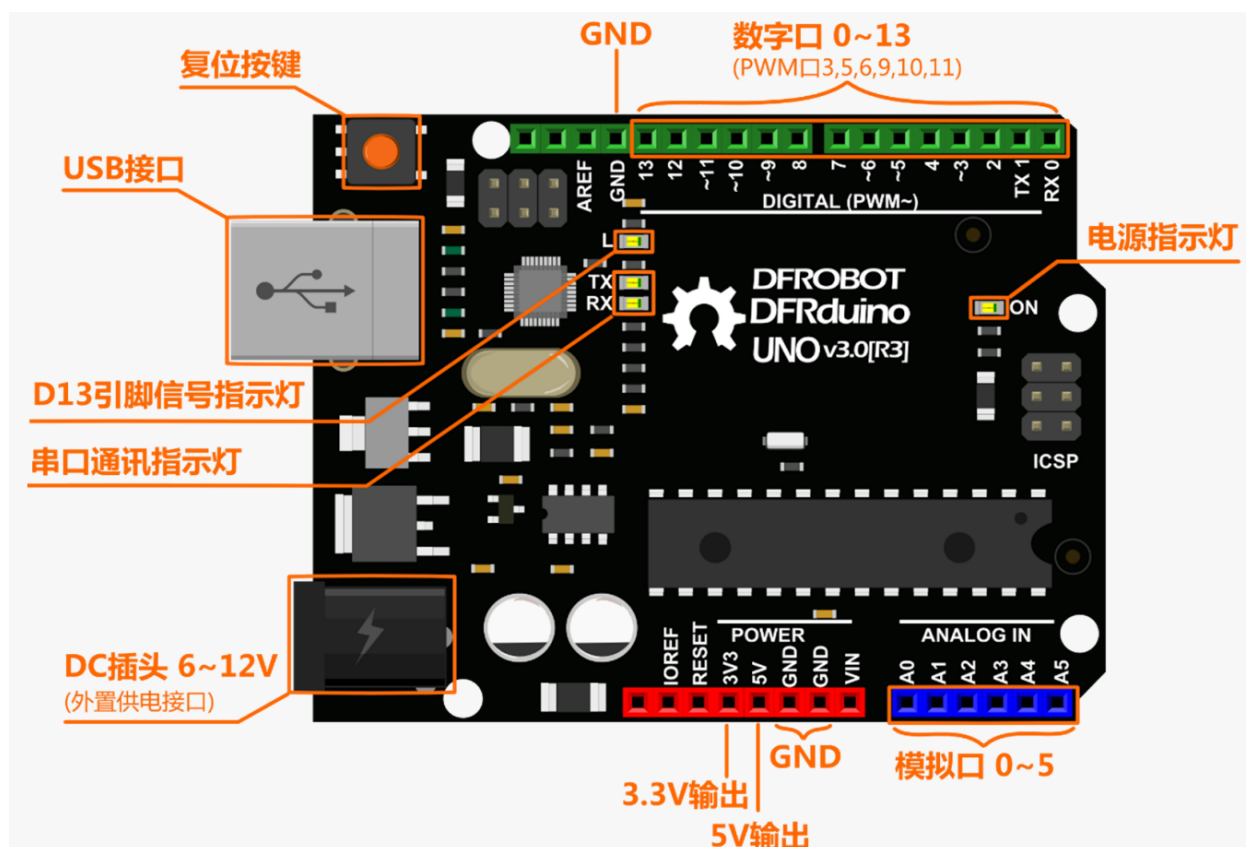 GND
数字口 0~13
(PWM口3,5,6,9,10,11)
复位按键
USB接口
AREF
GND
13
12
~11
~10
~9
8
7
~6
~5
4
~3
2
TX 1
RX 0
DIGITAL (PWM~)
L
TX
RX
电源指示灯
ON
DFROBOT
DFRduino
UNO v3.0[R3]
D13引脚信号指示灯
串口通讯指示灯
ICSP
DC插头 6~12V
(外置供电接口)
POWER
ANALOG IN
IOREF
RESET
3V3
5V
GND
GND
VIN
A0
A1
A2
A3
A4
A5
GND
模拟口 0~5
3.3V输出
5V输出